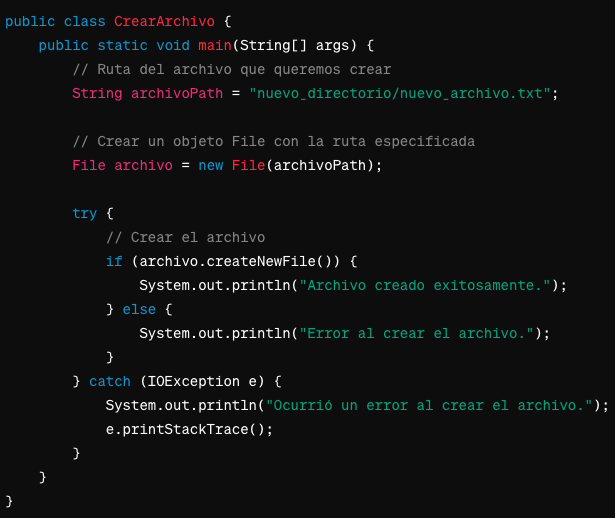 public class CrearArchivo {
    public static void main(String[] args) {
        // Ruta del archivo que queremos crear
        String archivoPath = "nuevo_directorio/nuevo_archivo.txt";

        // Crear un objeto File con la ruta especificada
        File archivo = new File(archivoPath);

        try {
            // Crear el archivo
            if (archivo.createNewFile()) {
                System.out.println("Archivo creado exitosamente.");
            } else {
                System.out.println("Error al crear el archivo.");
            }
        } catch (IOException e) {
            System.out.println("Ocurrió un error al crear el archivo.");
            e.printStackTrace();
        }
    }
}